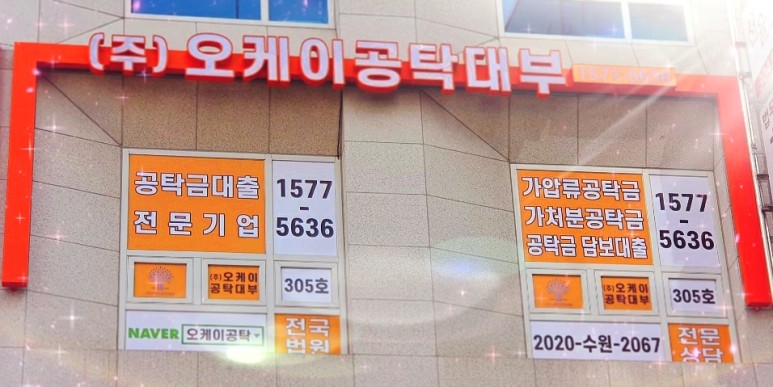 (주) 오케이공탁대부
공탁금대출
전문기업
1577
-
5636
(주)오케이
공탁대부
305호
NAVER 오케이공탁
전국
법원
가압류공탁금
가처분공탁금
공탁금 담보대출
1577
-
5636
(주)오케이
공탁대부
305호
2020-수원-2067
전문
상담